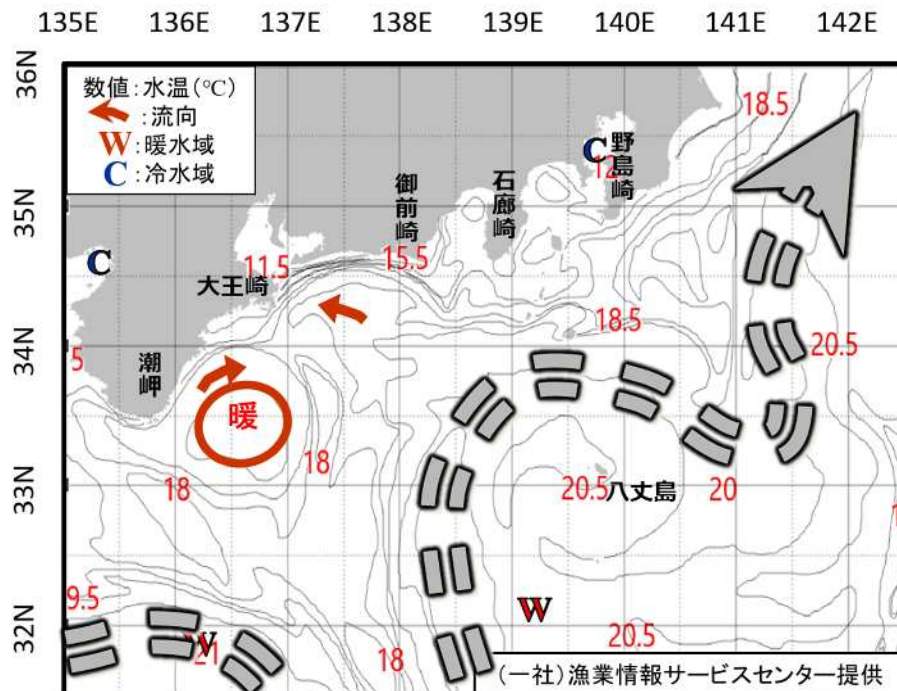 135E 136E 137E 138E 139E 140E 141E 142E
36N
数値：水温(℃)
：流向
W：暖水域
C：冷水域
18.5
C
12
野島崎
石廊崎
御前崎
35N
C
11.5
大王崎
15.5
18.5
34N
20.5
5
潮岬
暖
18
18
33N
20.5
八丈島
20
9.5
W
32N
W
21
18
20.5
(一社)漁業情報サービスセンター提供